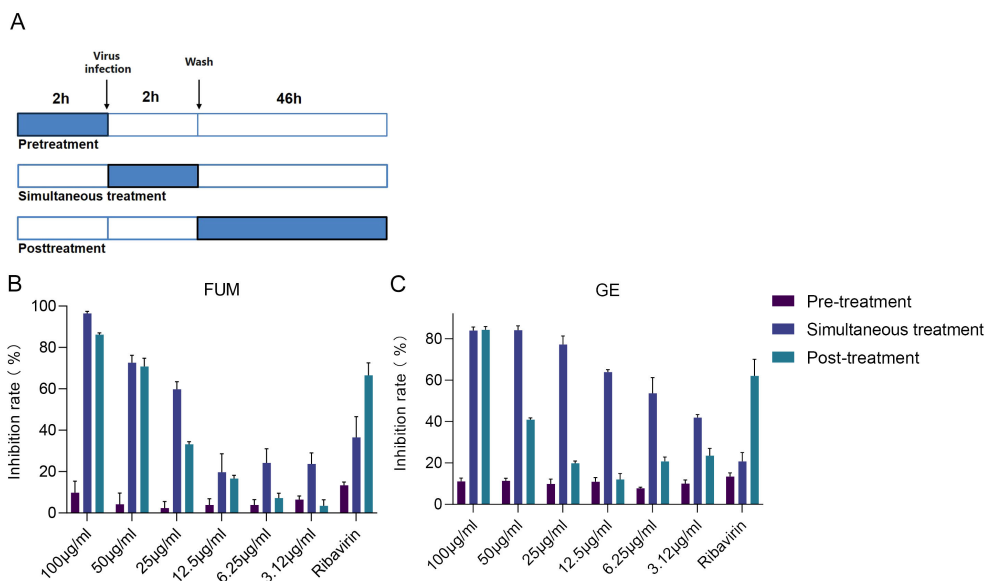 A
Virus
infection
Wash
2h
2h
46h
Pretreatment
Simultaneous treatment
Posttreatment
B
FUM
Inhibition rate ( %)
100
80
60
40
20
0
100μg/ml
50μg/ml
25μg/ml
12.5μg/ml
6.25μg/ml
3.12μg/ml
Ribavirin
C
GE
Inhibition rate ( %)
80
60
40
20
0
100μg/ml
50μg/ml
25μg/ml
12.5μg/ml
6.25μg/ml
3.12μg/ml
Ribavirin
Pre-treatment
Simultaneous treatment
Post-treatment